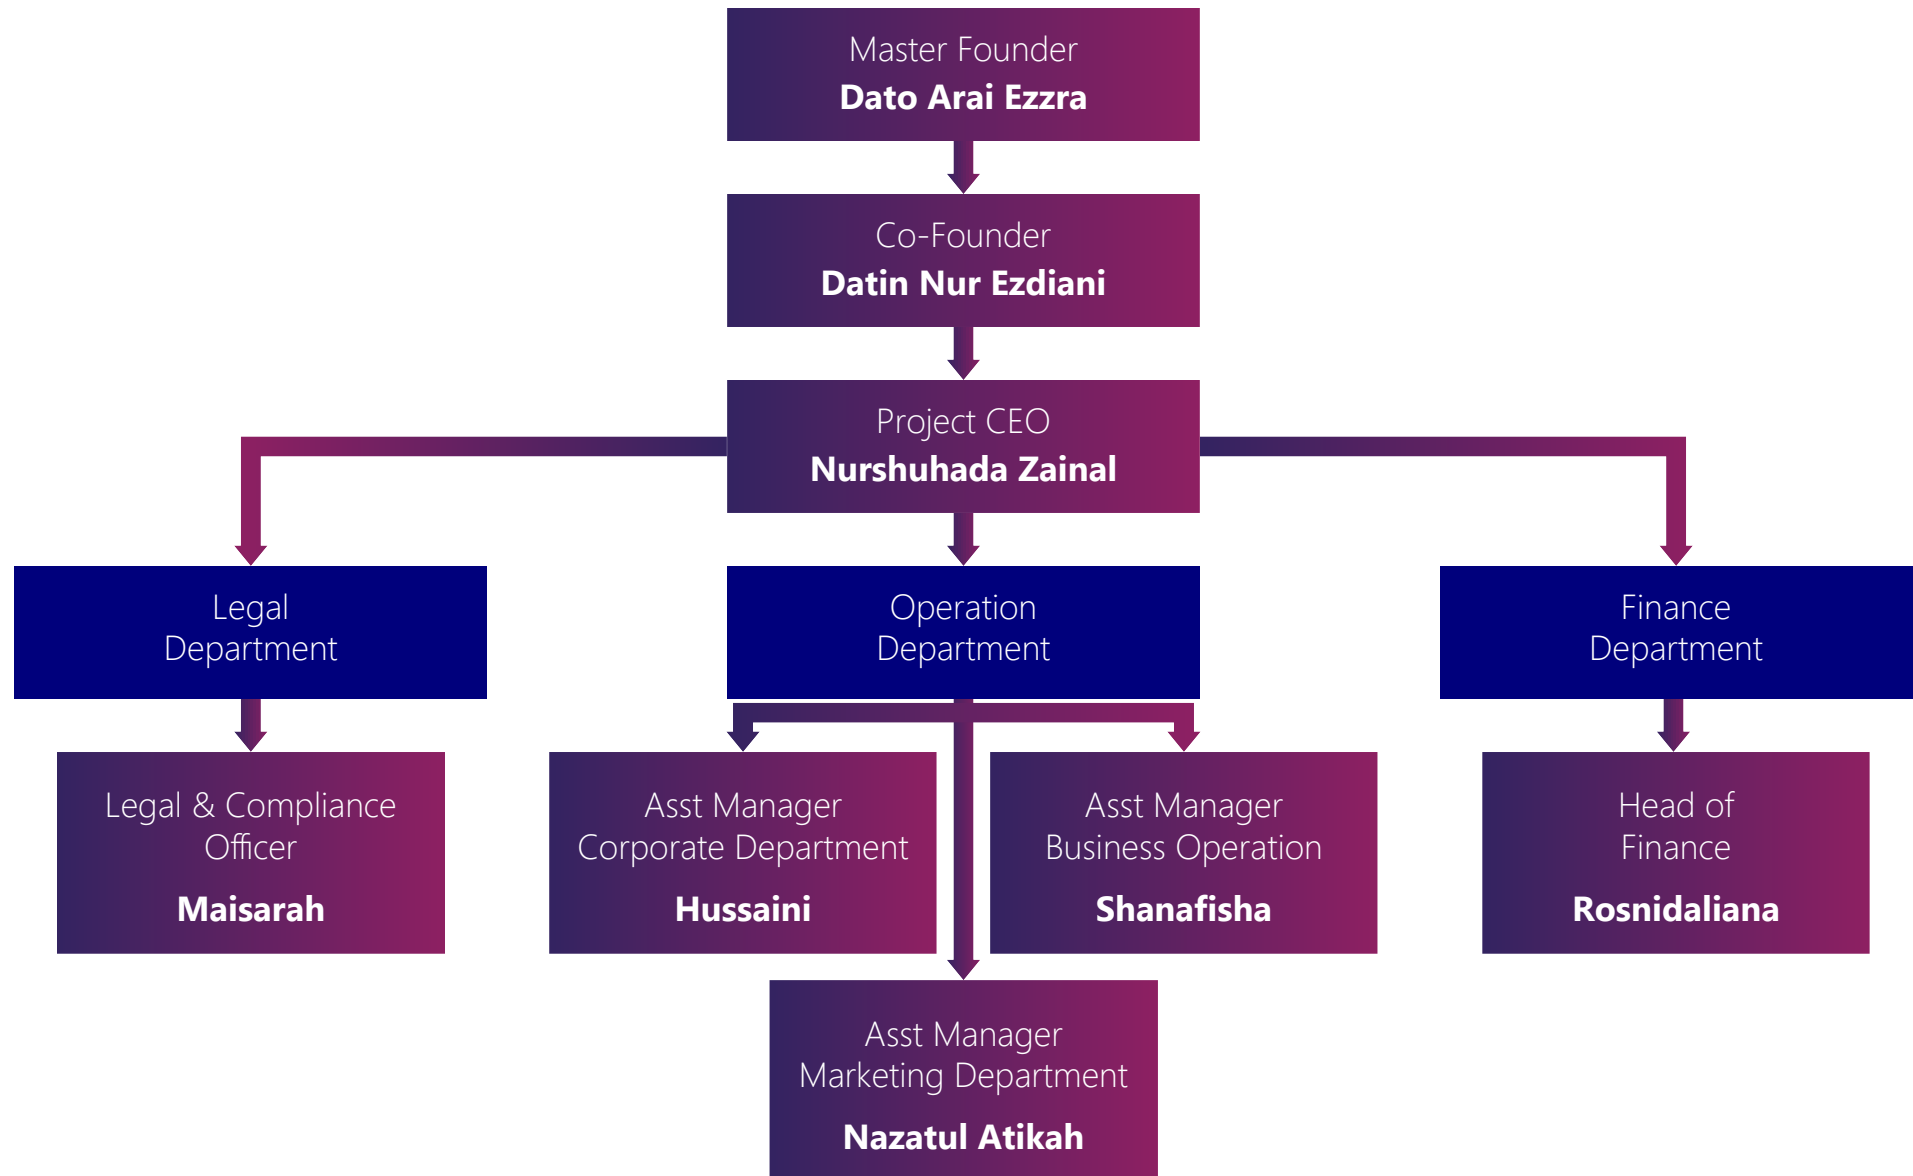 Master Founder
Dato Arai Ezzra
Co-Founder
Datin Nur Ezdiani
Project CEO
Nurshuhada Zainal
Legal
Department
Operation
Department
Finance
Department
Legal & Compliance
Officer
Maisarah
Asst Manager
Corporate Department
Hussaini
Asst Manager
Business Operation
Shanafisha
Head of
Finance
Rosnidaliana
Asst Manager
Marketing Department
Nazatul Atikah